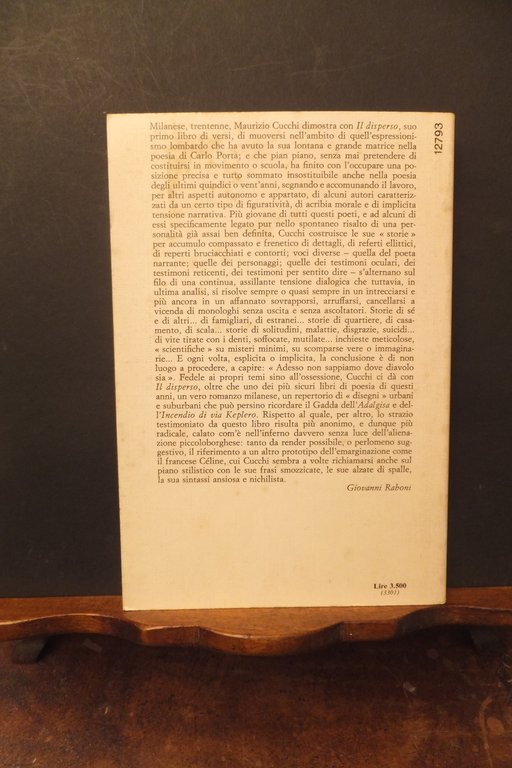 Milanese, trentenne, Maurizio Cucchi dimostra con Il disperso, suo
primo libro di versi, di muoversi nell'ambito di quell'espressioni-
smo lombardo che ha avuto la sua lontana e grande matrice nella
poesia di Carlo Porta; e che pian piano, senza mai pretendere di
costituirsi in movimento o scuola, ha finito con l'occupare una po-
sizione precisa e tutto sommato insostituibile anche nella poesia
degli ultimi quindici o vent'anni, segnando e accomunando il lavoro,
per altri aspetti autonomo e appartato, di alcuni autori caratteriz-
zati da un certo tipo di figuratività, di acribia morale e di implicita
tensione narrativa. Più giovane di tutti questi poeti, e ad alcuni di
essi specificamente legato pur nello spontaneo risalto di una per-
sonalità già assai ben definita, Cucchi costruisce le sue « storie »
per accumulo compassato e frenetico di dettagli, di referti ellittici,
di reperti bruciacchiati e contorti; voci diverse – quella del poeta
narrante; quelle dei personaggi; quelle dei testimoni oculari, dei
testimoni reticenti, dei testimoni per sentito dire – s'alternano sul
filo di una continua, assillante tensione dialogica che tuttavia, in
ultima analisi, si risolve sempre o quasi sempre in un intrecciarsi e
più ancora in un affannato sovrapporsi, arruffarsi, cancellarsi a
vicenda di monologhi senza uscita e senza ascoltatori. Storie di sé
e di altri... di famigliari, di estranei... storie di quartiere, di casa-
mento, di scala... storie di solitudini, malattie, disgrazie, suicidi...
di vite tirate con i denti, soffocate, mutilate... inchieste meticolose,
« scientifiche » su misteri minimi, su scomparse vere o immagina-
rie... E ogni volta, esplicita o implicita, la conclusione è di non
luogo a procedere, a capire: « Adesso non sappiamo dove diavolo
sia ». Fedele ai propri temi sino all'ossessione, Cucchi ci dà con
Il disperso, oltre che uno dei più sicuri libri di poesia di questi
anni, un vero romanzo milanese, un repertorio di « disegni » urbani
e suburbani che può persino ricordare il Gadda dell'Adalgisa e del-
l'Incendio di via Keplero. Rispetto al quale, per altro, lo strazio
testimoniato da questo libro risulta più anonimo, e dunque più
radicale, calato com'è nell'inferno davvero senza luce dell'aliena-
zione piccoloborghese: tanto da render possibile, o perlomeno sug-
gestivo, il riferimento a un altro prototipo dell'emarginazione come
il francese Céline, cui Cucchi sembra a volte richiamarsi anche sul
piano stilistico con le sue frasi smozzicate, le sue alzate di spalle,
la sua sintassi ansiosa e nichilista.
Giovanni Raboni
12793
Lire 3.500
(3301)